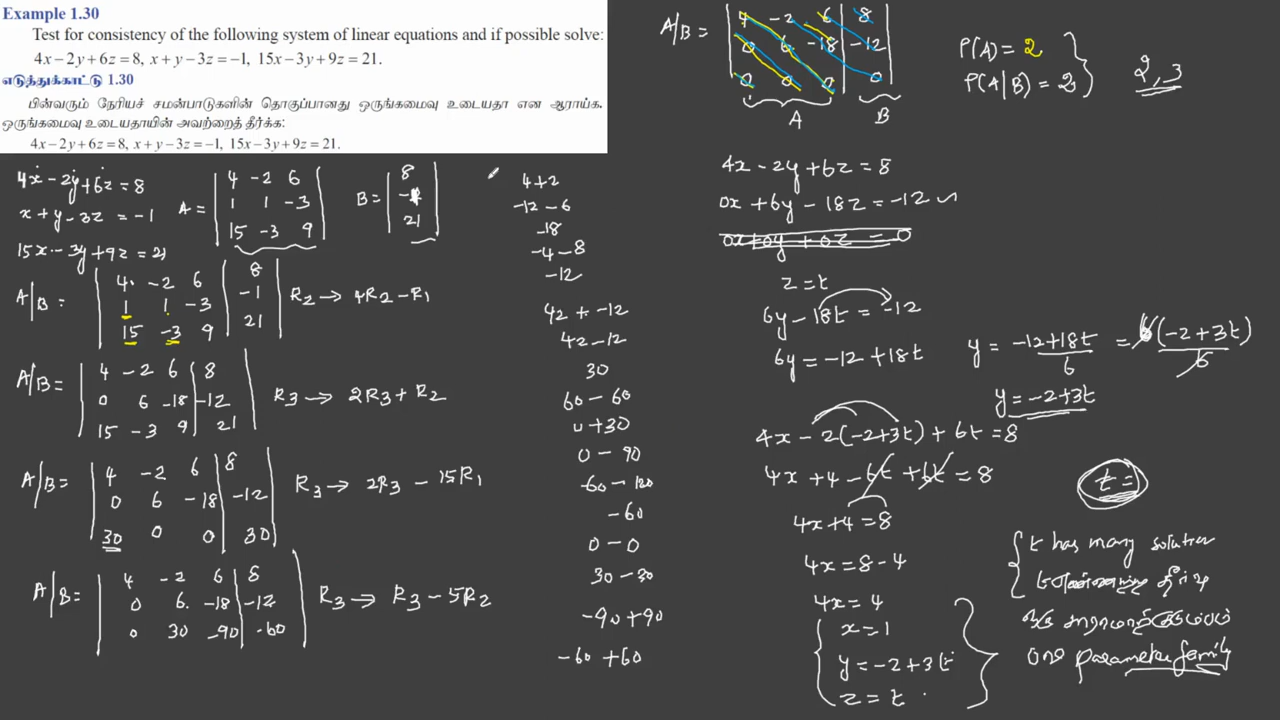 Example 1.30
Test for consistency of the following system of linear equations and if possible solve:
4x−2y+6z=8, x+y−3z=−1, 15x−3y+9z=21.
எடுத்துக்காட்டு 1.30
பின்வரும் நேரியச் சமன்பாடுகளின் தொகுப்பானது ஒருங்கமைவு உடையதா என ஆராய்க.
ஒருங்கமைவு உடையதாயின் அவற்றைத் தீர்க்க:
4x−2y+6z=8, x+y−3z=−1, 15x−3y+9z=21.
4x−2y+6z=8
x+y−3z=−1
15x−3y+9z=21
A=
4 −2 6
1 1 −3
15 −3 9
B=
8
21
A|B=
4 −2 6 8
1 1 −3 −1
15 −3 9 21
R2→ 4R2−R1
A|B=
4 −2 6 8
0 6 −18 −12
15 −3 9 21
R3→ 2R3+R2
A|B=
4 −2 6 8
0 6 −18 −12
30 0 0 30
R3→ 2R3−15R1
A|B=
4 −2 6 8
0 6 −18 −12
0 30 −90 −60
R3→ R3−5R2
4+2
−12−6
−18
−4−8
−12
42+−12
42−12
30
60−60
0+30
0−90
−60−120
−60
0−0
30−30
−90+90
−60+60
A|B=
4 −2 6 8
0 6 −18 −12
0 0 0 0
A B
ρ(A)=2
ρ(A|B)=2
2,3
4x−2y+6z=8
0x+6y−18z=−12
0x+0y+0z=0
z=t
6y−18t=−12
6y=−12+18t
y=−12+18t/6=6(−2+3t)/6
y=−2+3t
4x−2(−2+3t)+6t=8
4x+4−6t+6t=8
4x+4=8
4x=8−4
4x=4
x=1
y=−2+3t
z=t
t=
t has many solution
one parameter family